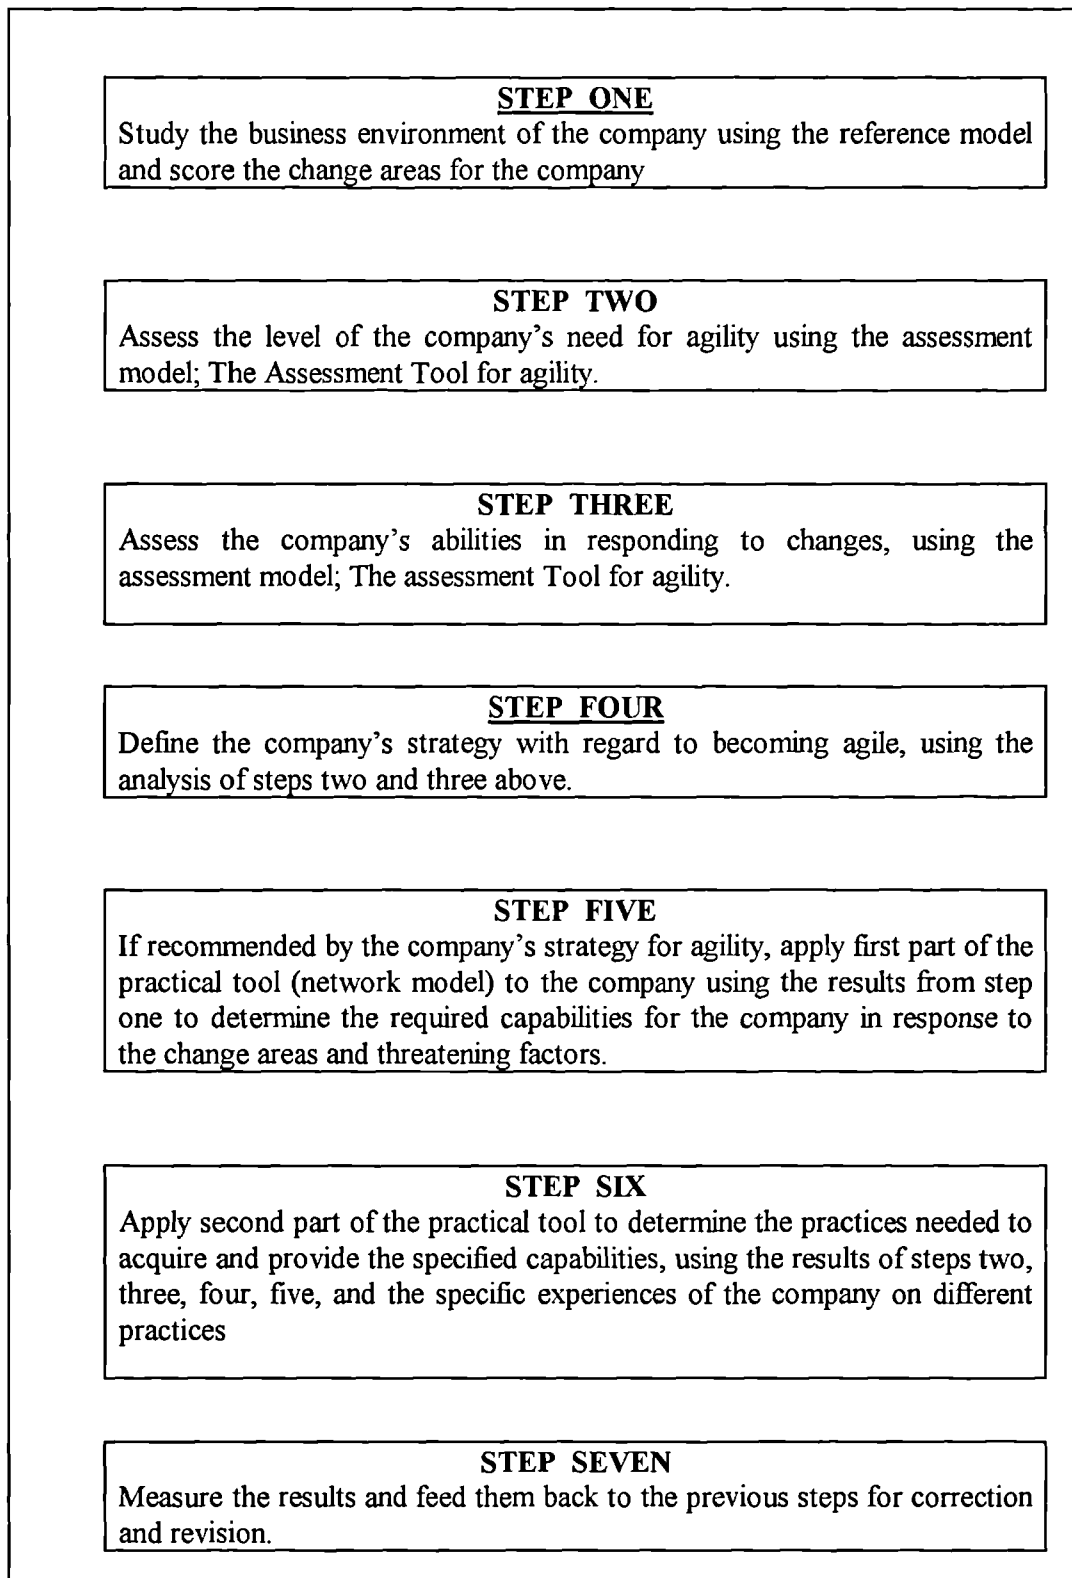 STEP ONE
Study the business environment of the company using the reference model
and score the change areas for the company
STEP TWO
Assess the level of the company's need for agility using the assessment
model; The Assessment Tool for agility.
STEP THREE
Assess the company's abilities in responding to changes, using the
assessment model; The assessment Tool for agility.
STEP FOUR
Define the company's strategy with regard to becoming agile, using the
analysis of steps two and three above.
STEP FIVE
If recommended by the company's strategy for agility, apply first part of the
practical tool (network model) to the company using the results from step
one to determine the required capabilities for the company in response to
the change areas and threatening factors.
STEP SIX
Apply second part of the practical tool to determine the practices needed to
acquire and provide the specified capabilities, using the results of steps two,
three, four, five, and the specific experiences of the company on different
practices
STEP SEVEN
Measure the results and feed them back to the previous steps for correction
and revision.